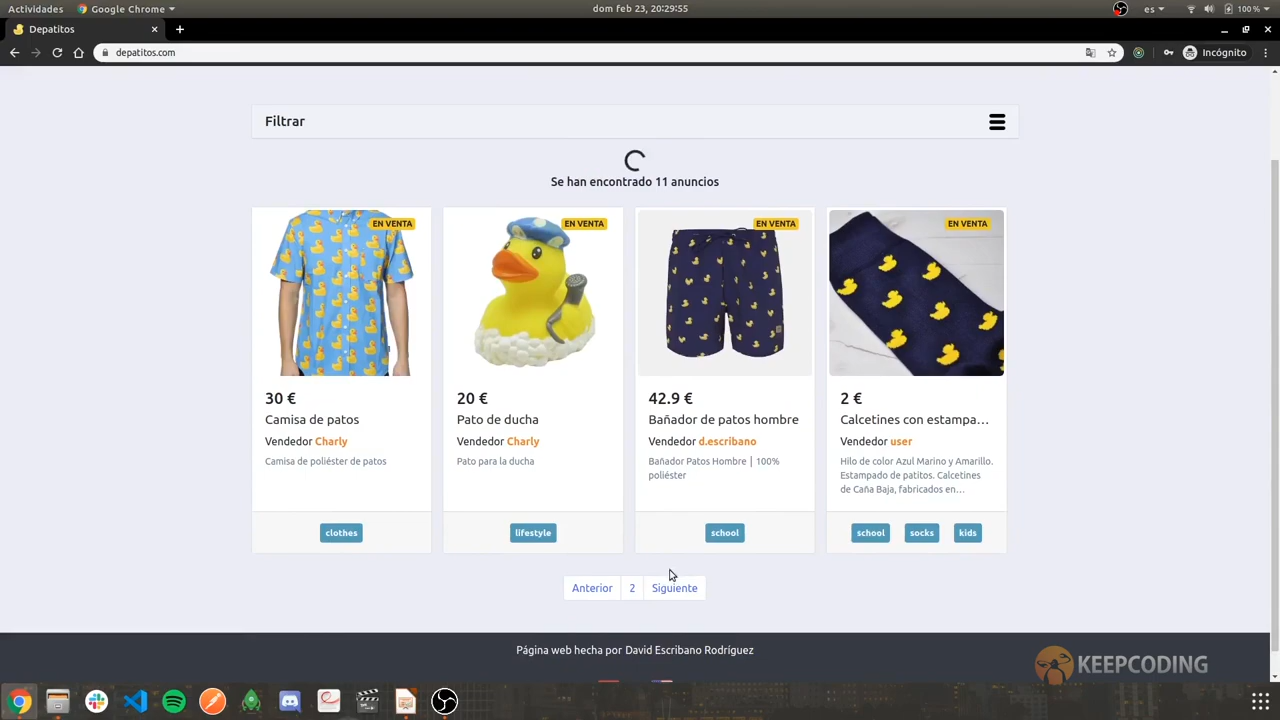 Actividades
Google Chrome
dom feb 23, 20:29:55
es
100 %
Depatitos
depatitos.com
Incógnito
Filtrar
Se han encontrado 11 anuncios
EN VENTA
EN VENTA
EN VENTA
EN VENTA
30 €
20 €
42.9 €
2 €
Camisa de patos
Pato de ducha
Bañador de patos hombre
Calcetines con estampa…
Vendedor Charly
Vendedor Charly
Vendedor d.escribano
Vendedor user
Camisa de poliéster de patos
Pato para la ducha
Bañador Patos Hombre | 100%
poliéster
Hilo de color Azul Marino y Amarillo.
Estampado de patitos. Calcetines
de Caña Baja, fabricados en…
clothes
lifestyle
school
school socks kids
Anterior 2 Siguiente
Página web hecha por David Escribano Rodríguez
KEEPCODING